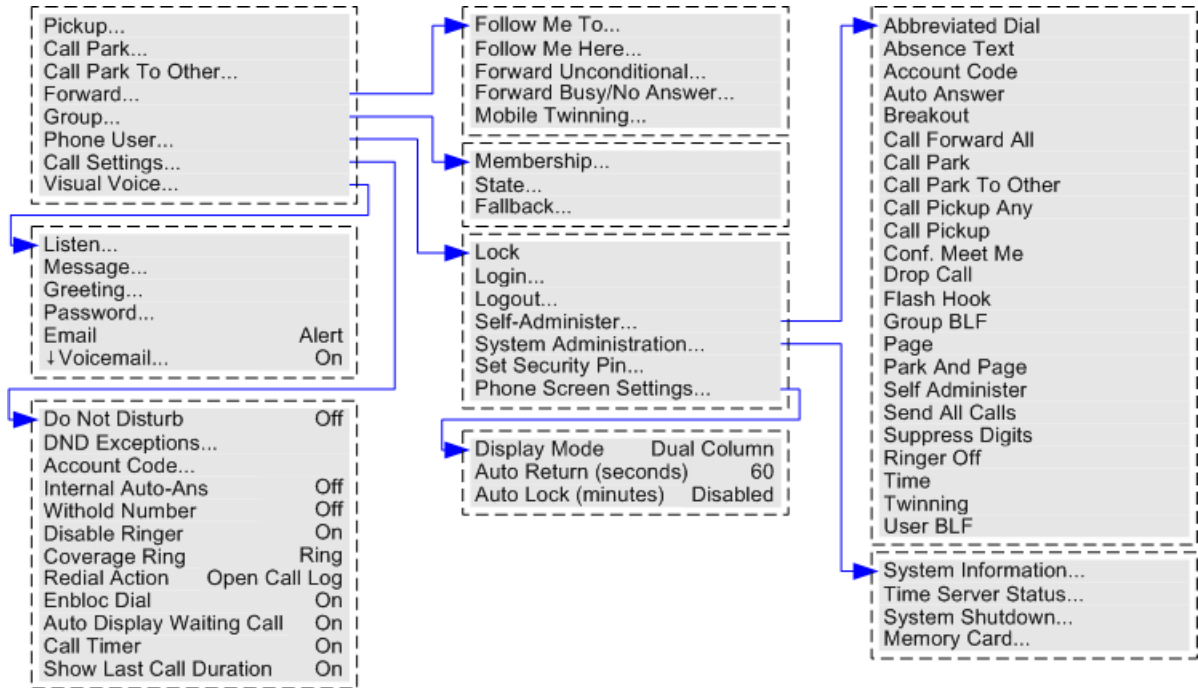 Pickup...
Call Park...
Call Park To Other...
Forward...
Group...
Phone User...
Call Settings...
Visual Voice...
Listen...
Message...
Greeting...
Password...
Email Alert
↓Voicemail... On
Do Not Disturb Off
DND Exceptions...
Account Code...
Internal Auto-Ans Off
Withold Number Off
Disable Ringer On
Coverage Ring Ring
Redial Action Open Call Log
Enbloc Dial On
Auto Display Waiting Call On
Call Timer On
Show Last Call Duration On
Follow Me To...
Follow Me Here...
Forward Unconditional...
Forward Busy/No Answer...
Mobile Twinning...
Membership...
State...
Fallback...
Lock
Login...
Logout...
Self-Administer...
System Administration...
Set Security Pin...
Phone Screen Settings...
Display Mode Dual Column
Auto Return (seconds) 60
Auto Lock (minutes) Disabled
Abbreviated Dial
Absence Text
Account Code
Auto Answer
Breakout
Call Forward All
Call Park
Call Park To Other
Call Pickup Any
Call Pickup
Conf. Meet Me
Drop Call
Flash Hook
Group BLF
Page
Park And Page
Self Administer
Send All Calls
Suppress Digits
Ringer Off
Time
Twinning
User BLF
System Information...
Time Server Status...
System Shutdown...
Memory Card...